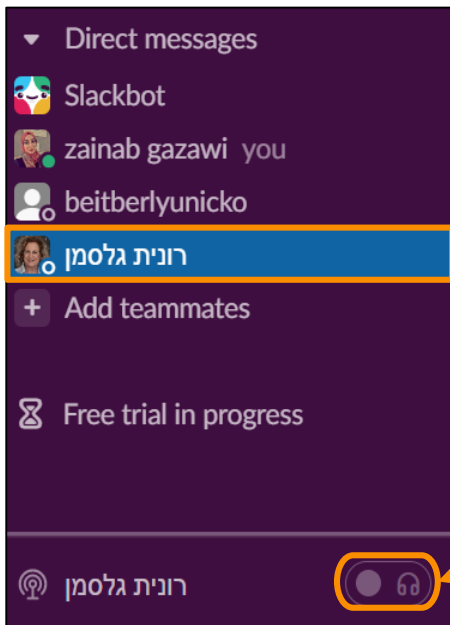 Direct messages
Slackbot
zainab gazawi you
beitberlyunicko
רונית גלסמן
Add teammates
Free trial in progress
רונית גלסמן